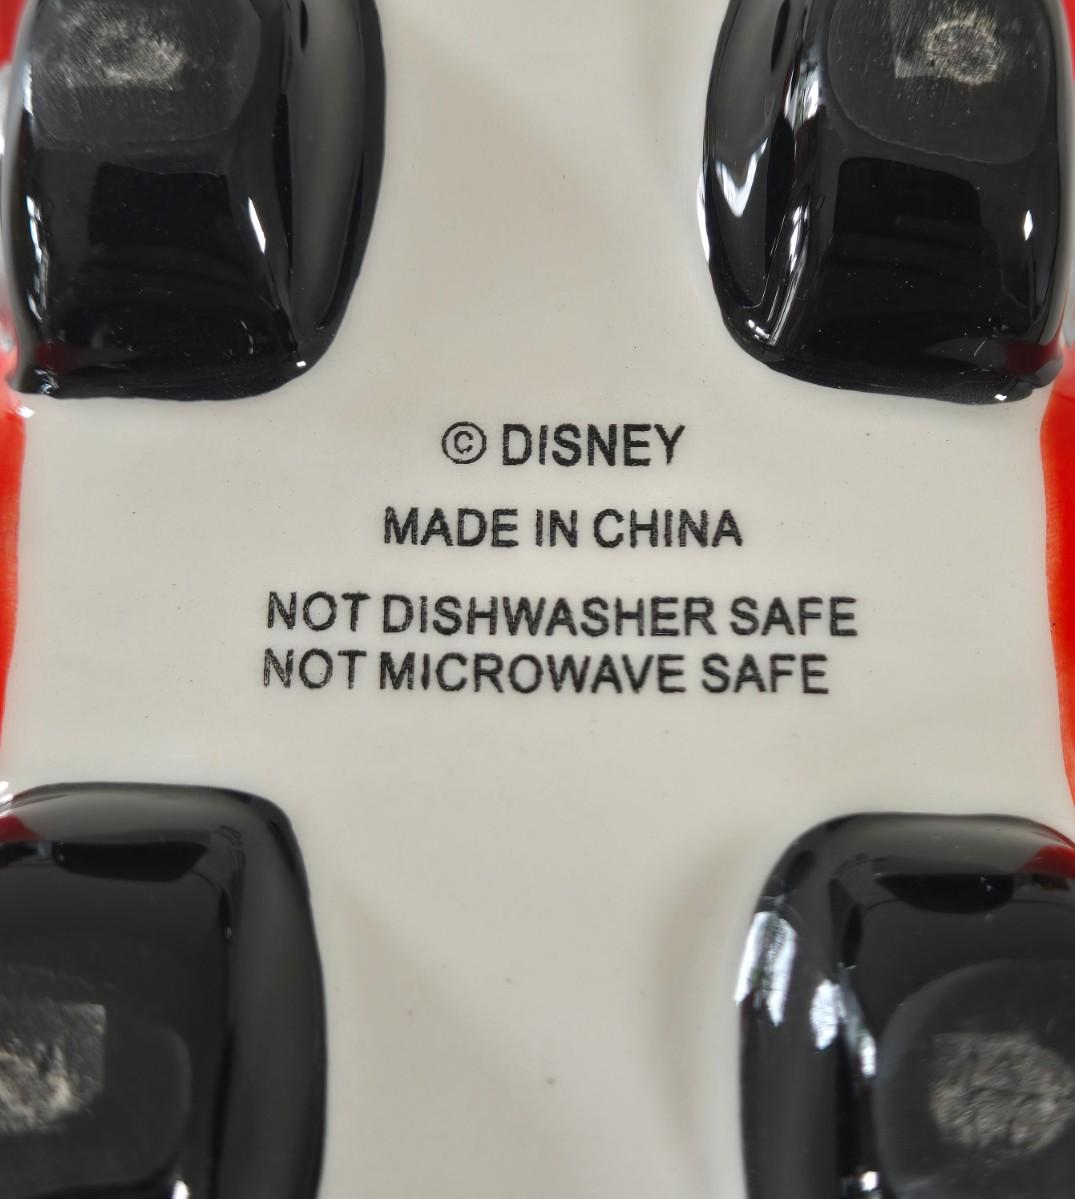 © DISNEY
MADE IN CHINA
NOT DISHWASHER SAFE
NOT MICROWAVE SAFE